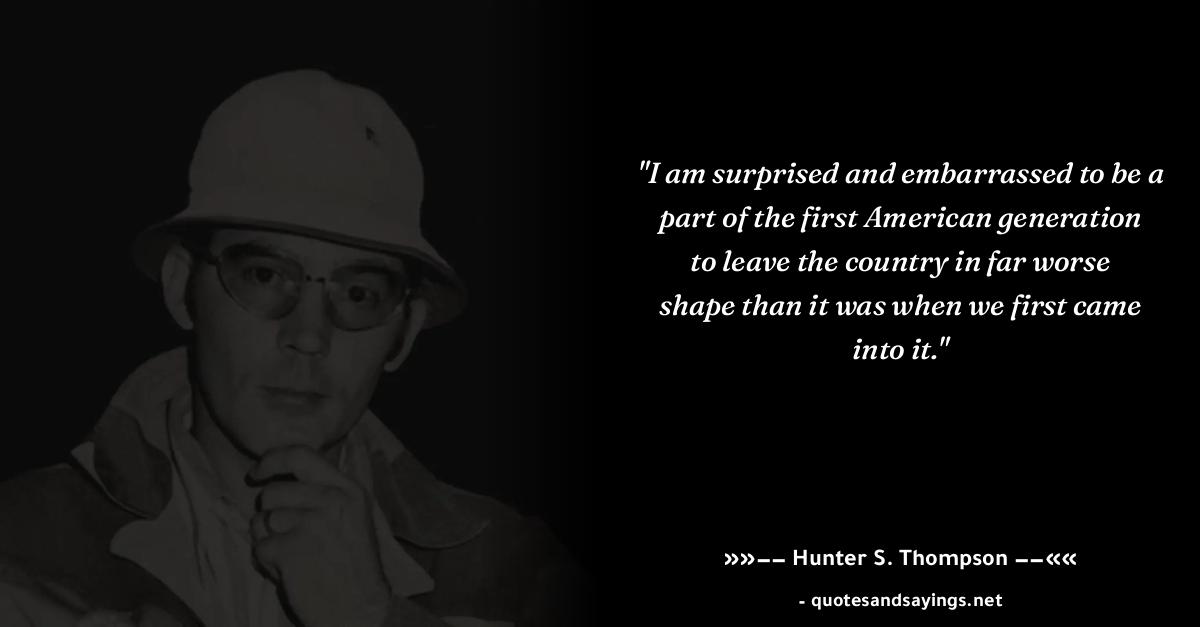 "I am surprised and embarrassed to be a
part of the first American generation
to leave the country in far worse
shape than it was when we first came
into it."
»»−− Hunter S. Thompson −−««
- quotesandsayings.net